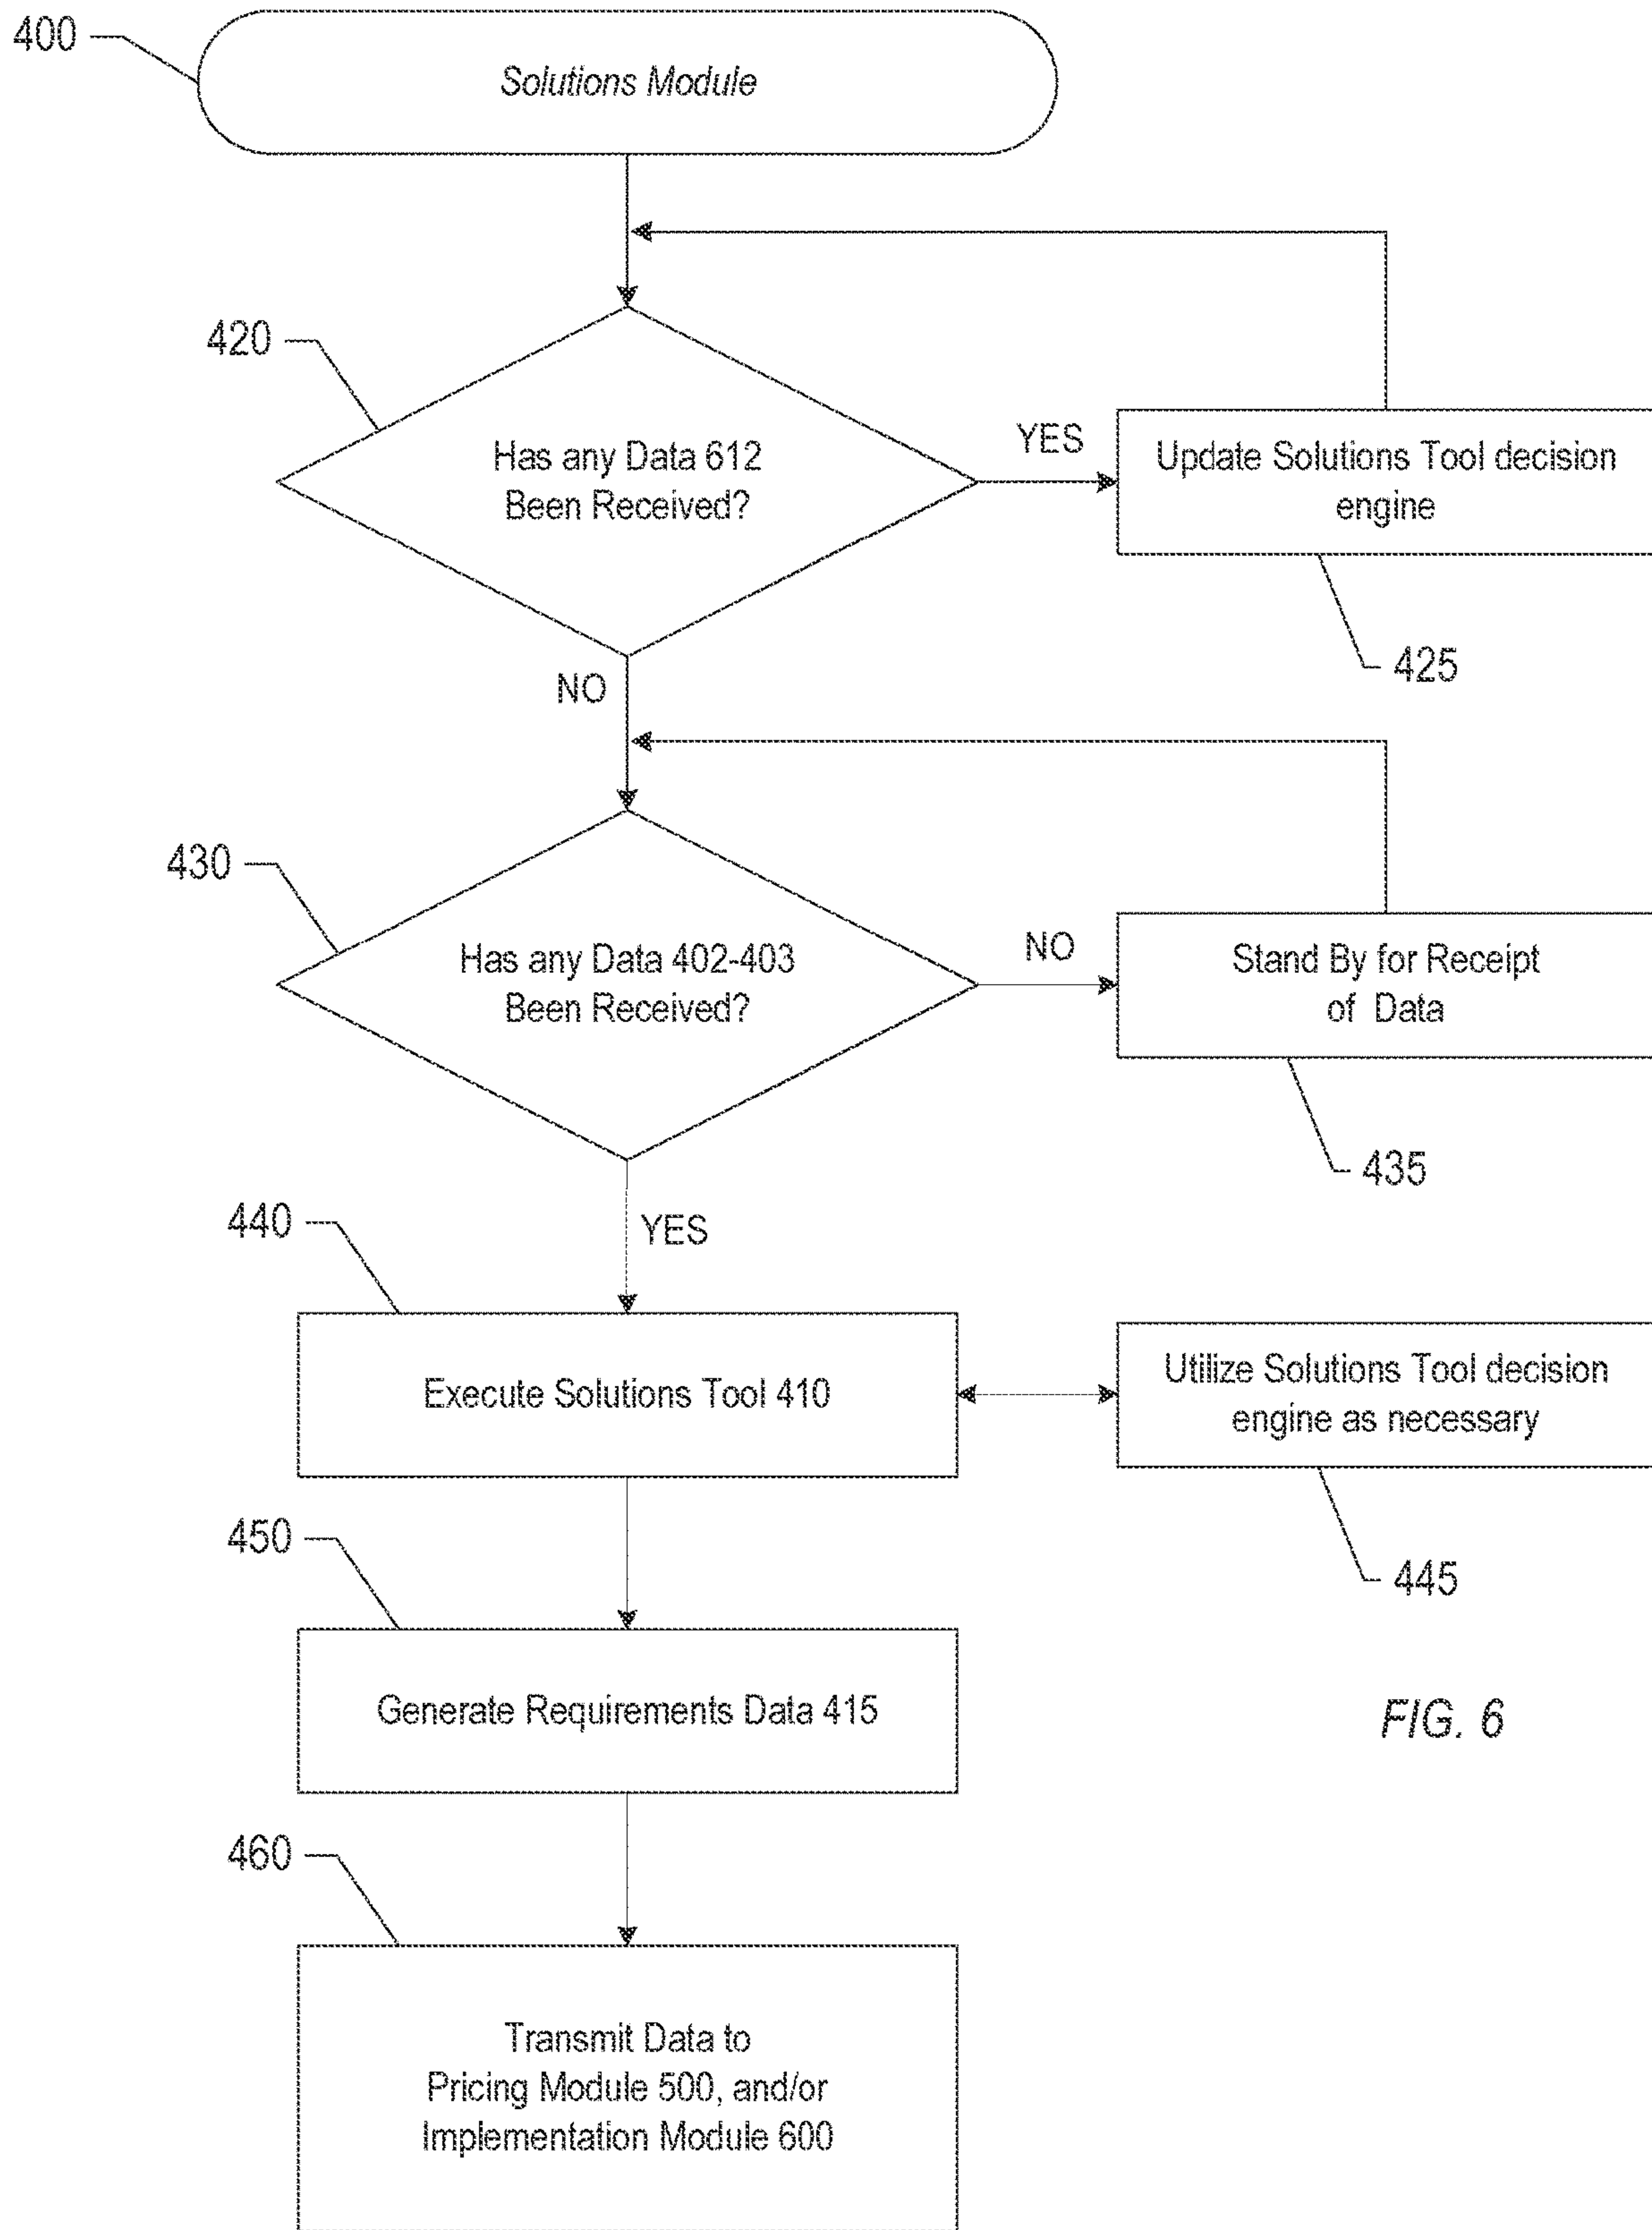 400
Solutions Module
420
Has any Data 612
Been Received?
YES
Update Solutions Tool decision
engine
425
NO
430
Has any Data 402-403
Been Received?
NO
Stand By for Receipt
of Data
435
YES
440
Execute Solutions Tool 410
Utilize Solutions Tool decision
engine as necessary
445
450
Generate Requirements Data 415
FIG. 6
460
Transmit Data to
Pricing Module 500, and/or
Implementation Module 600